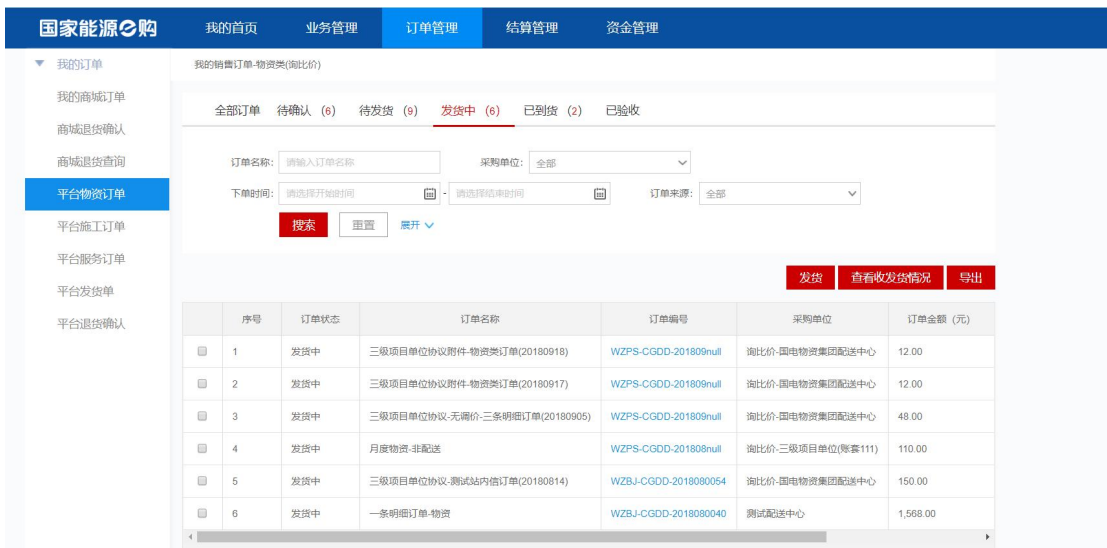 国家能源e购 我的首页 业务管理 订单管理 结算管理 资金管理
我的订单
我的商城订单
商城退货确认
商城退货查询
平台物资订单
平台施工订单
平台服务订单
平台发货单
平台退货确认
我的销售订单-物资类(询比价)
全部订单 待确认 (6) 待发货 (9) 发货中 (6) 已到货 (2) 已验收
订单名称: 请输入订单名称 采购单位: 全部
下单时间: 请选择开始时间 - 请选择结束时间 订单来源: 全部
搜索 重置 展开
发货 查看收发货情况 导出
序号 订单状态 订单名称 订单编号 采购单位 订单金额 (元)
1 发货中 三级项目单位协议附件-物资类订单(20180918) WZPS-CGDD-201809null 询比价-国电物资集团配送中心 12.00
2 发货中 三级项目单位协议附件-物资类订单(20180917) WZPS-CGDD-201809null 询比价-国电物资集团配送中心 12.00
3 发货中 三级项目单位协议-无调价-三条明细订单(20180905) WZPS-CGDD-201809null 询比价-国电物资集团配送中心 48.00
4 发货中 月度物资-非配送 WZPS-CGDD-201808null 询比价-三级项目单位(账套111) 110.00
5 发货中 三级项目单位协议-测试站内信订单(20180814) WZBJ-CGDD-2018080054 询比价-国电物资集团配送中心 150.00
6 发货中 一条明细订单-物资 WZBJ-CGDD-2018080040 测试配送中心 1,568.00